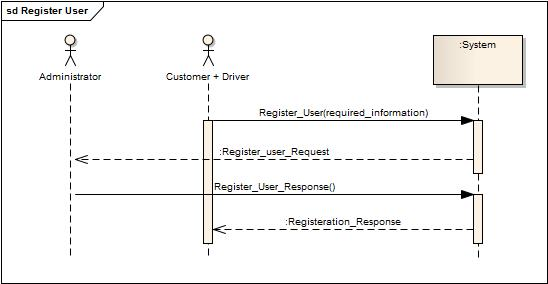 sd Register User
Administrator
Customer + Driver
:System
Register_User(required_information)
:Register_user_Request
Register_User_Response()
:Registeration_Response